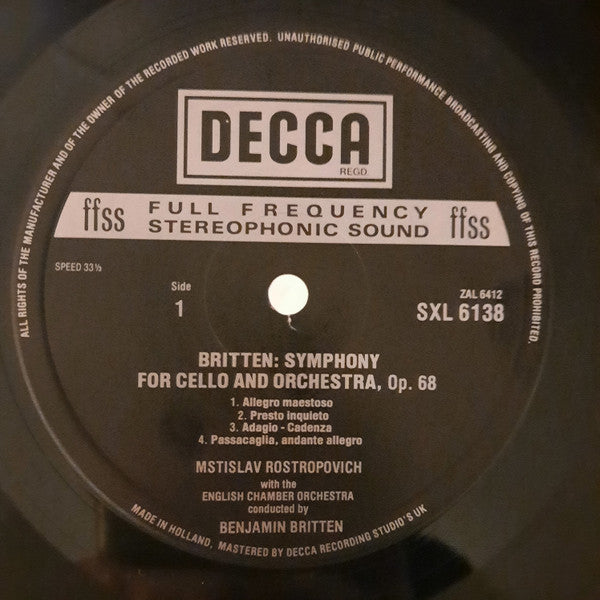 ALL RIGHTS OF THE MANUFACTURER AND OF THE OWNER OF THE RECORDED WORK RESERVED. UNAUTHORISED PUBLIC PERFORMANCE BROADCASTING AND COPYING OF THIS RECORD PROHIBITED.
DECCA
REGD.
ffss FULL FREQUENCY STEREOPHONIC SOUND ffss
SPEED 33⅓
Side
1
ZAL 6412
SXL 6138
BRITTEN: SYMPHONY
FOR CELLO AND ORCHESTRA, Op. 68
1. Allegro maestoso
2. Presto inquieto
3. Adagio - Cadenza
4. Passacaglia, andante allegro
MSTISLAV ROSTROPOVICH
with the
ENGLISH CHAMBER ORCHESTRA
conducted by
BENJAMIN BRITTEN
MADE IN HOLLAND, MASTERED BY DECCA RECORDING STUDIO'S UK